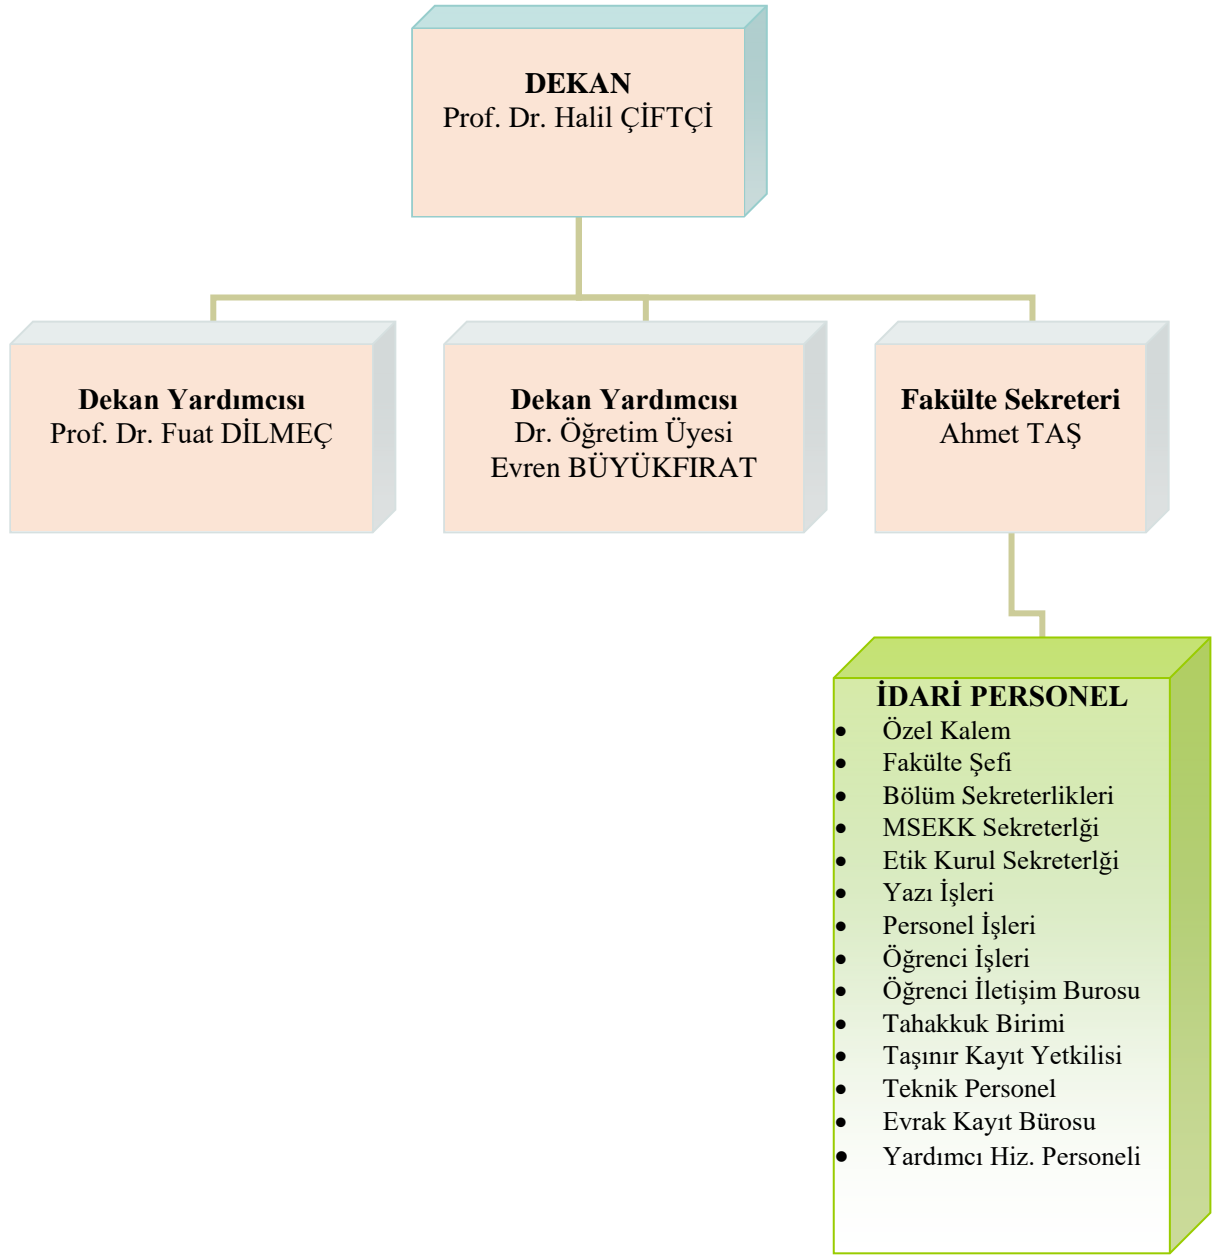 DEKAN
Prof. Dr. Halil ÇİFTÇİ
Dekan Yardımcısı
Prof. Dr. Fuat DİLMEÇ
Dekan Yardımcısı
Dr. Öğretim Üyesi
Evren BÜYÜKFIRAT
Fakülte Sekreteri
Ahmet TAŞ
İDARİ PERSONEL
• Özel Kalem
• Fakülte Şefi
• Bölüm Sekreterlikleri
• MSEKK Sekreterlği
• Etik Kurul Sekreterlği
• Yazı İşleri
• Personel İşleri
• Öğrenci İşleri
• Öğrenci İletişim Burosu
• Tahakkuk Birimi
• Taşınır Kayıt Yetkilisi
• Teknik Personel
• Evrak Kayıt Bürosu
• Yardımcı Hiz. Personeli